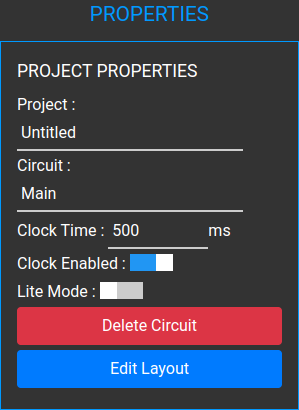 PROPERTIES
PROJECT PROPERTIES
Project :
Untitled
Circuit :
Main
Clock Time : 500 ms
Clock Enabled :
Lite Mode :
Delete Circuit
Edit Layout